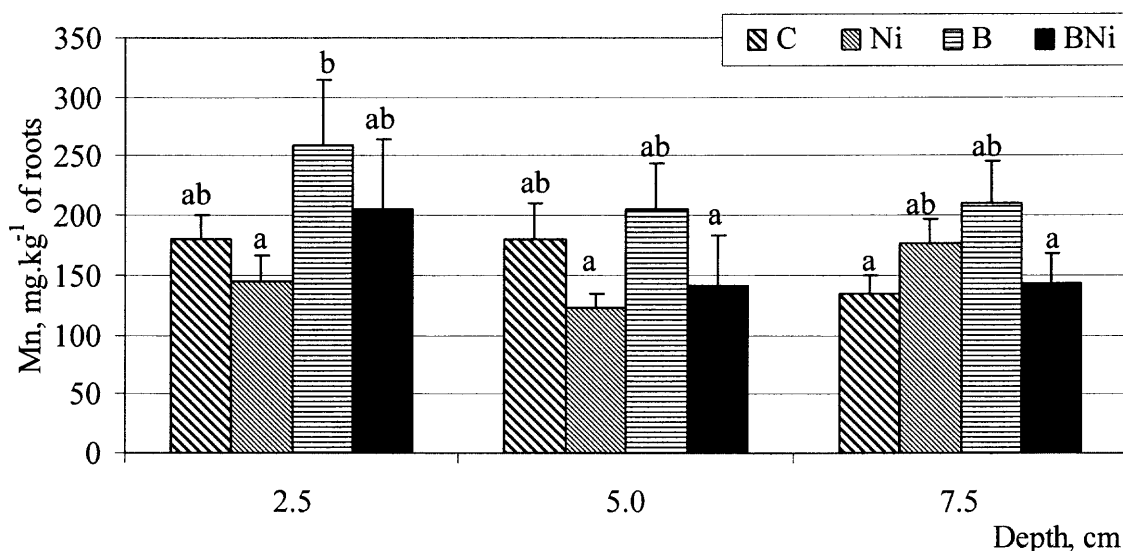 C Ni B BNi
Mn, mg.kg⁻¹ of roots
350
300
250
200
150
100
50
0
ab a b ab
ab a ab a
a ab ab a
2.5 5.0 7.5
Depth, cm